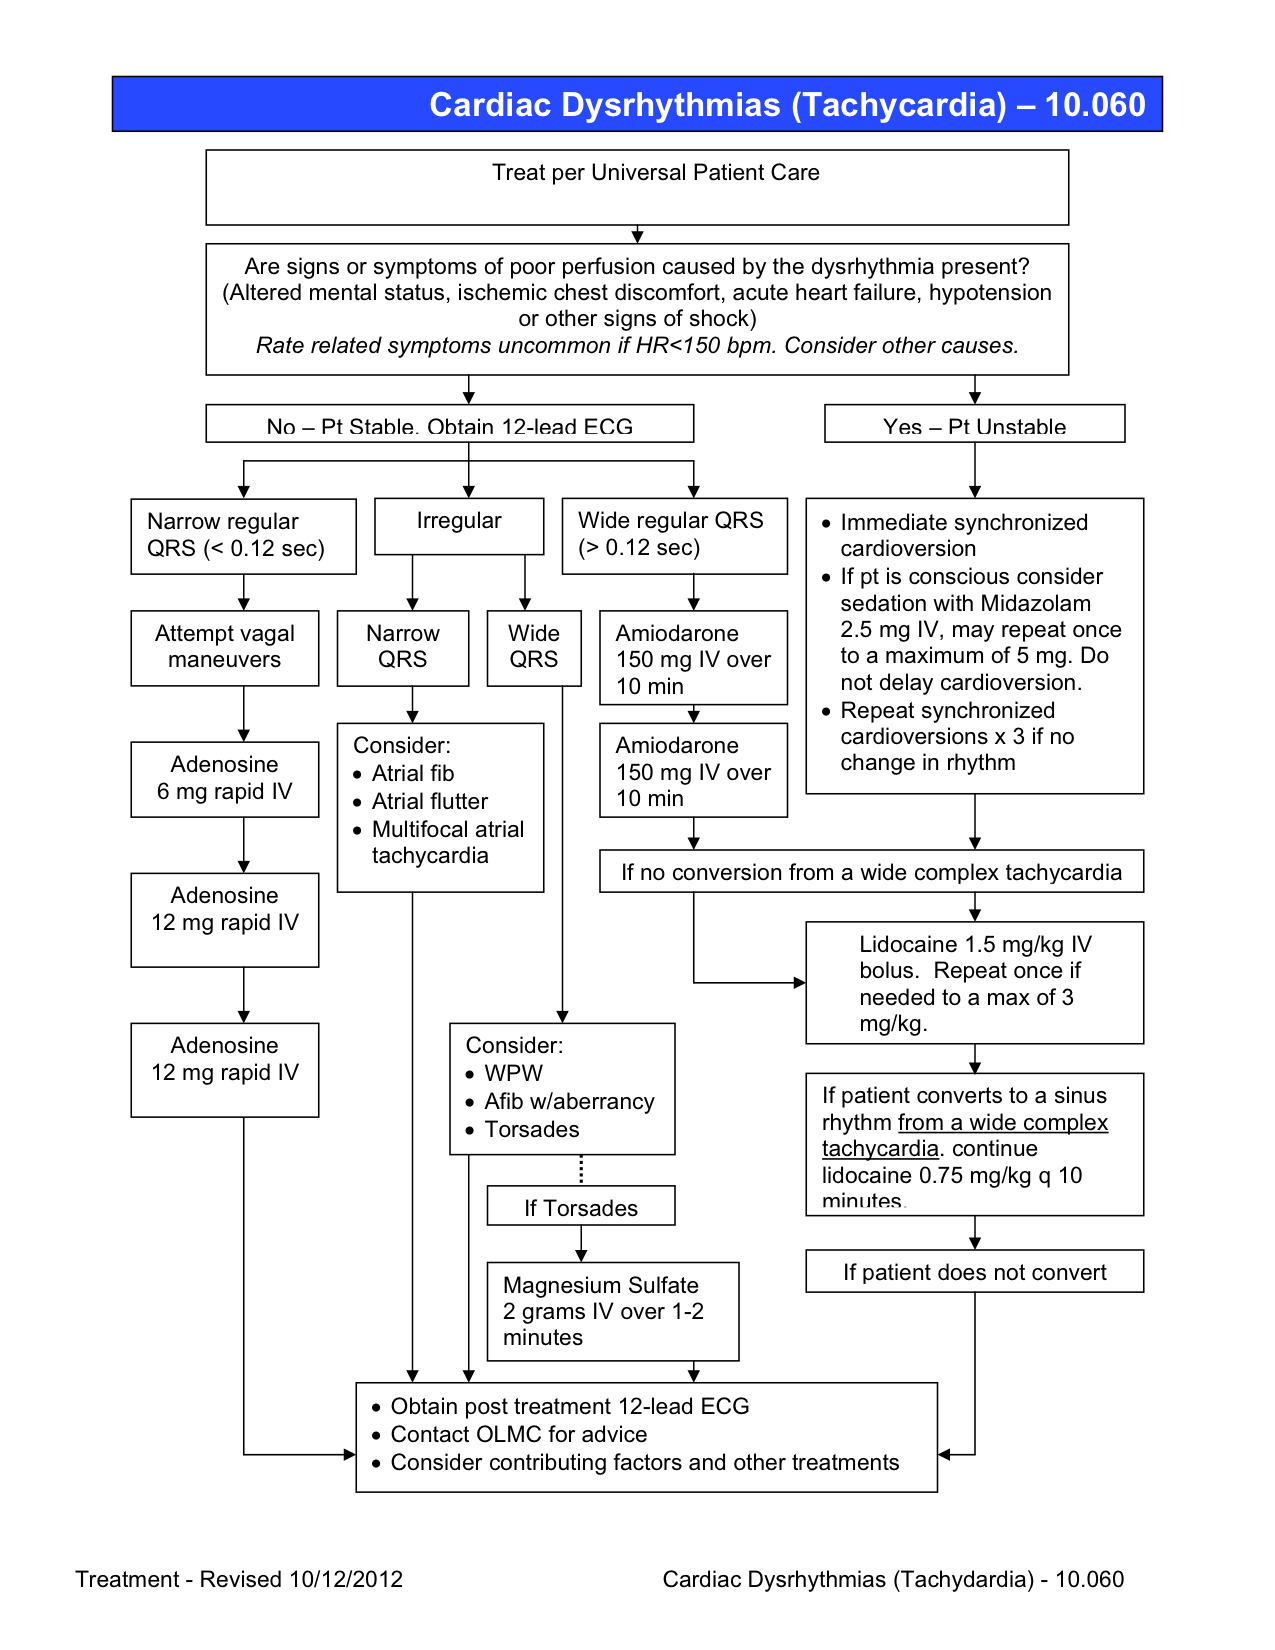 Cardiac Dysrhythmias (Tachycardia) – 10.060
Treat per Universal Patient Care
Are signs or symptoms of poor perfusion caused by the dysrhythmia present?
(Altered mental status, ischemic chest discomfort, acute heart failure, hypotension
or other signs of shock)
Rate related symptoms uncommon if HR<150 bpm. Consider other causes.
No – Pt Stable. Obtain 12-lead ECG
Yes – Pt Unstable
Narrow regular
QRS (< 0.12 sec)
Irregular
Wide regular QRS
(> 0.12 sec)
• Immediate synchronized
cardioversion
• If pt is conscious consider
sedation with Midazolam
2.5 mg IV, may repeat once
to a maximum of 5 mg. Do
not delay cardioversion.
• Repeat synchronized
cardioversions x 3 if no
change in rhythm
Attempt vagal
maneuvers
Narrow
QRS
Wide
QRS
Amiodarone
150 mg IV over
10 min
Adenosine
6 mg rapid IV
Consider:
• Atrial fib
• Atrial flutter
• Multifocal atrial
tachycardia
Amiodarone
150 mg IV over
10 min
If no conversion from a wide complex tachycardia
Adenosine
12 mg rapid IV
Lidocaine 1.5 mg/kg IV
bolus.  Repeat once if
needed to a max of 3
mg/kg.
Adenosine
12 mg rapid IV
Consider:
• WPW
• Afib w/aberrancy
• Torsades
If patient converts to a sinus
rhythm from a wide complex
tachycardia. continue
lidocaine 0.75 mg/kg q 10
minutes.
If Torsades
If patient does not convert
Magnesium Sulfate
2 grams IV over 1-2
minutes
• Obtain post treatment 12-lead ECG
• Contact OLMC for advice
• Consider contributing factors and other treatments
Treatment - Revised 10/12/2012
Cardiac Dysrhythmias (Tachydardia) - 10.060